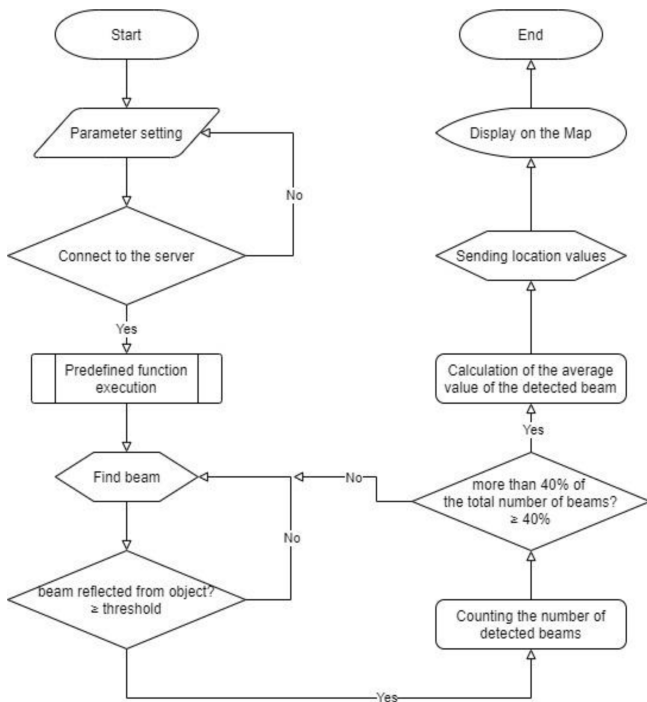 Start
Parameter setting
No
Connect to the server
Yes
Predefined function
execution
Find beam
No
beam reflected from object?
≥ threshold
Yes
Counting the number of
detected beams
more than 40% of
the total number of beams?
≥ 40%
No
Yes
Calculation of the average
value of the detected beam
Sending location values
Display on the Map
End